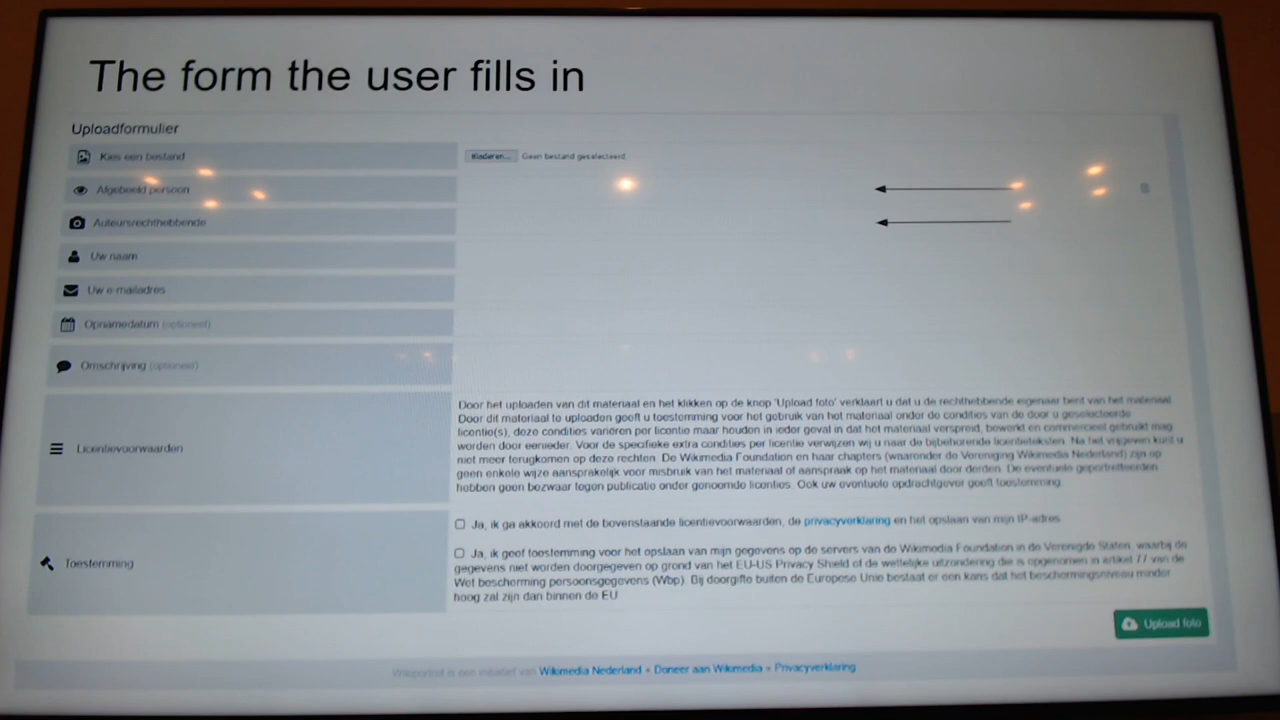 The form the user fills in
Uploadformulier
Kies een bestand
Bladeren... Geen bestand geselecteerd.
Afgebeeld persoon
Auteursrechthebbende
Uw naam
Uw e-mailadres
Opnamedatum (optioneel)
Omschrijving (optioneel)
Licentievoorwaarden
Door het uploaden van dit materiaal en het klikken op de knop 'Upload foto' verklaart u dat u de rechthebbende eigenaar bent van het materiaal.
Door dit materiaal te uploaden geeft u toestemming voor het gebruik van het materiaal onder de condities van de door u geselecteerde
licentie(s), deze condities variëren per licentie maar houden in ieder geval in dat het materiaal verspreid, bewerkt en commercieel gebruikt mag
worden door eenieder. Voor de specifieke extra condities per licentie verwijzen wij u naar de bijbehorende licentieteksten. Na het vrijgeven kunt u
niet meer terugkomen op deze rechten. De Wikimedia Foundation en haar chapters (waaronder de Vereniging Wikimedia Nederland) zijn op
geen enkele wijze aansprakelijk voor misbruik van het materiaal of aanspraak op het materiaal door derden. De eventuele geportretteerden
hebben geen bezwaar tegen publicatie onder genoemde licenties. Ook uw eventuele opdrachtgever geeft toestemming.
Toestemming
Ja, ik ga akkoord met de bovenstaande licentievoorwaarden, de privacyverklaring en het opslaan van mijn IP-adres.
Ja, ik geef toestemming voor het opslaan van mijn gegevens op de servers van de Wikimedia Foundation in de Verenigde Staten, waarbij de
gegevens niet worden doorgegeven op grond van het EU-US Privacy Shield of de wettelijke uitzondering die is opgenomen in artikel 77 van de
Wet bescherming persoonsgegevens (Wbp). Bij doorgifte buiten de Europese Unie bestaat er een kans dat het beschermingsniveau minder
hoog zal zijn dan binnen de EU
Upload foto
Wikiportret is een initiatief van Wikimedia Nederland • Doneer aan Wikimedia • Privacyverklaring